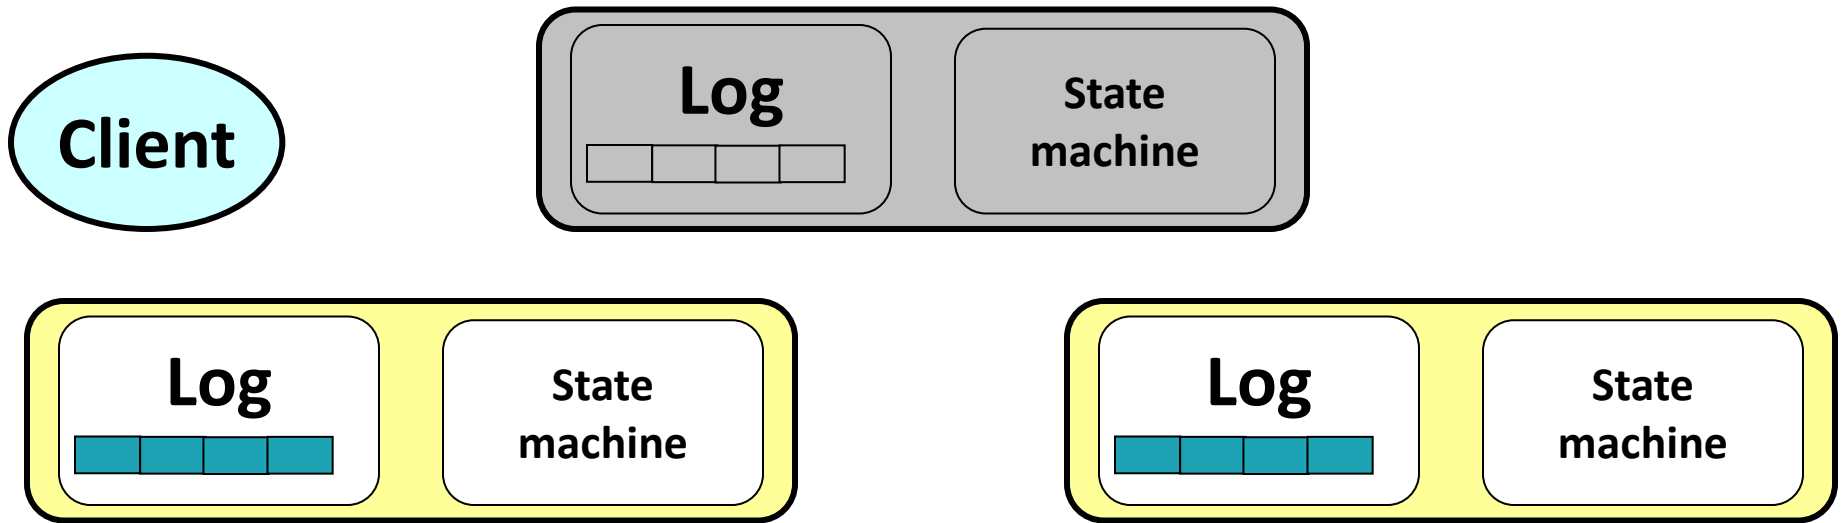 Client
Log
State
machine
Log
State
machine
Log
State
machine